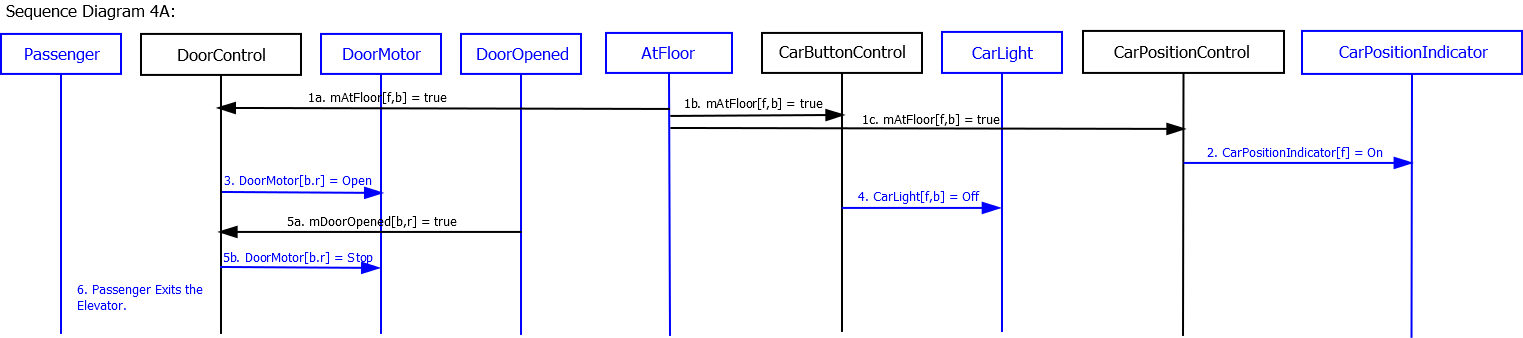 Sequence Diagram 4A:
Passenger
DoorControl
DoorMotor
DoorOpened
AtFloor
CarButtonControl
CarLight
CarPositionControl
CarPositionIndicator
1a. mAtFloor[f,b] = true
1b. mAtFloor[f,b] = true
1c. mAtFloor[f,b] = true
2. CarPositionIndicator[f] = On
3. DoorMotor[b.r] = Open
4. CarLight[f,b] = Off
5a. mDoorOpened[b,r] = true
5b. DoorMotor[b.r] = Stop
6. Passenger Exits the
Elevator.